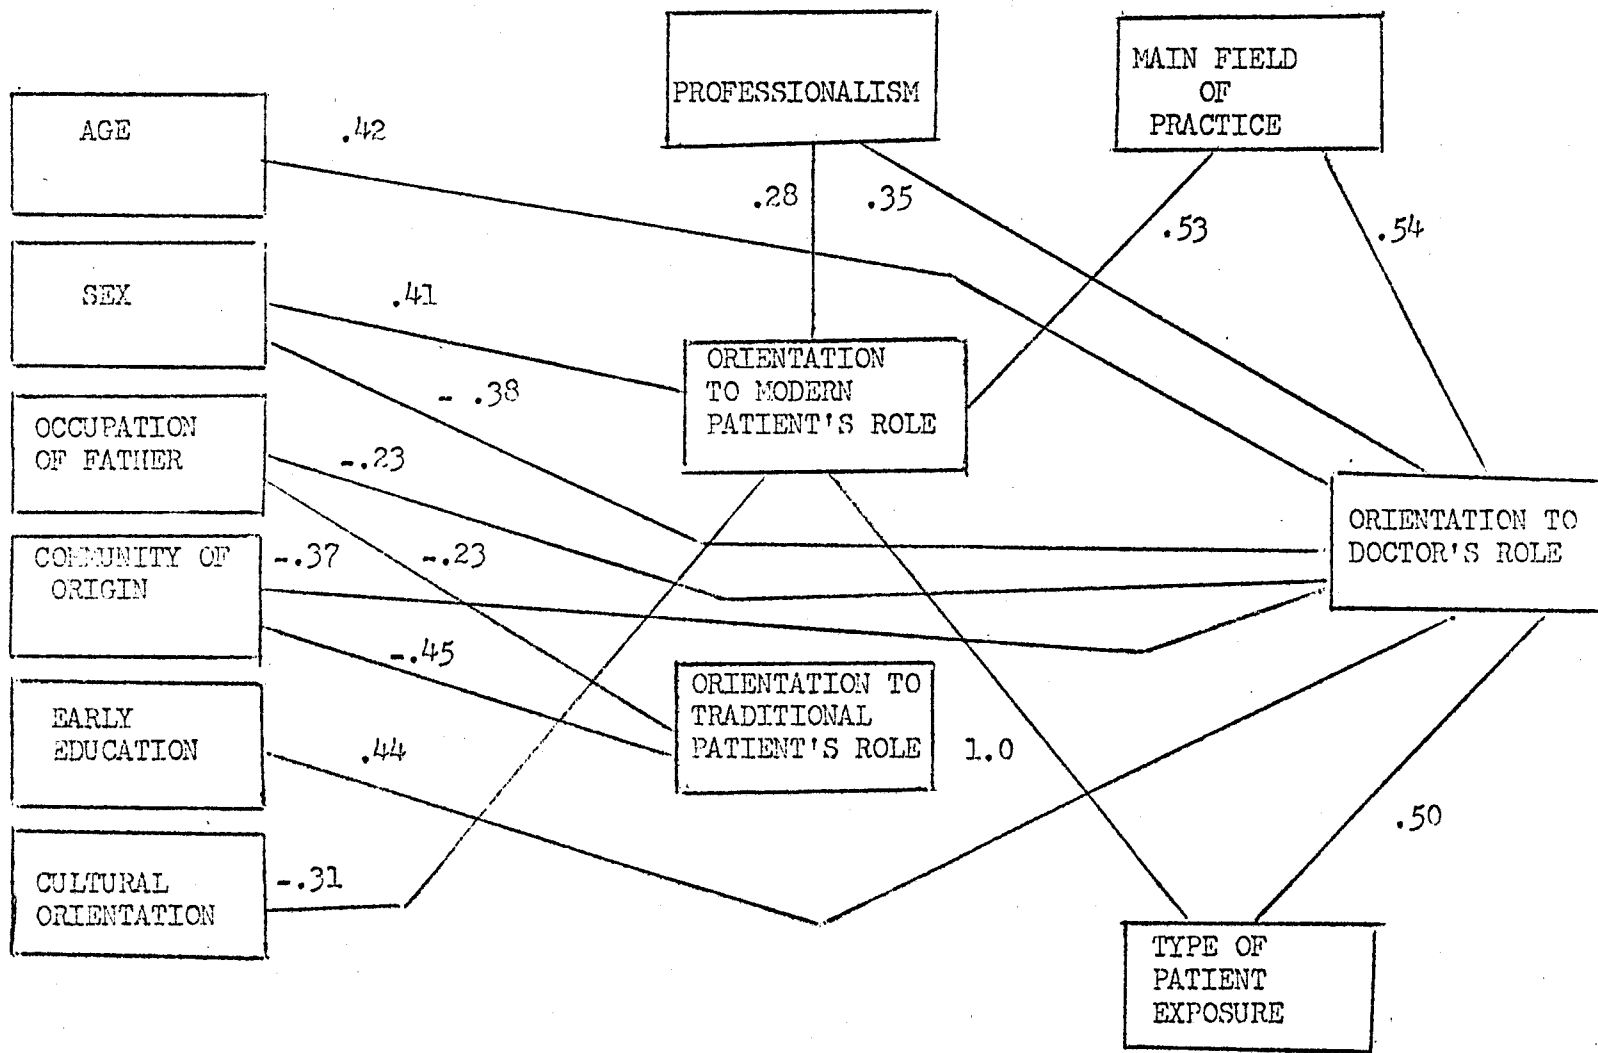 PROFESSIONALISM
MAIN FIELD
OF
PRACTICE
AGE
.42
.28
.35
.53
.54
SEX
.41
- .38
ORIENTATION
TO MODERN
PATIENT'S ROLE
OCCUPATION
OF FATHER
-.23
ORIENTATION TO
DOCTOR'S ROLE
COMMUNITY OF
ORIGIN
-.37
-.23
-.45
ORIENTATION TO
TRADITIONAL
PATIENT'S ROLE
1.0
EARLY
EDUCATION
.44
.50
CULTURAL
ORIENTATION
-.31
TYPE OF
PATIENT
EXPOSURE